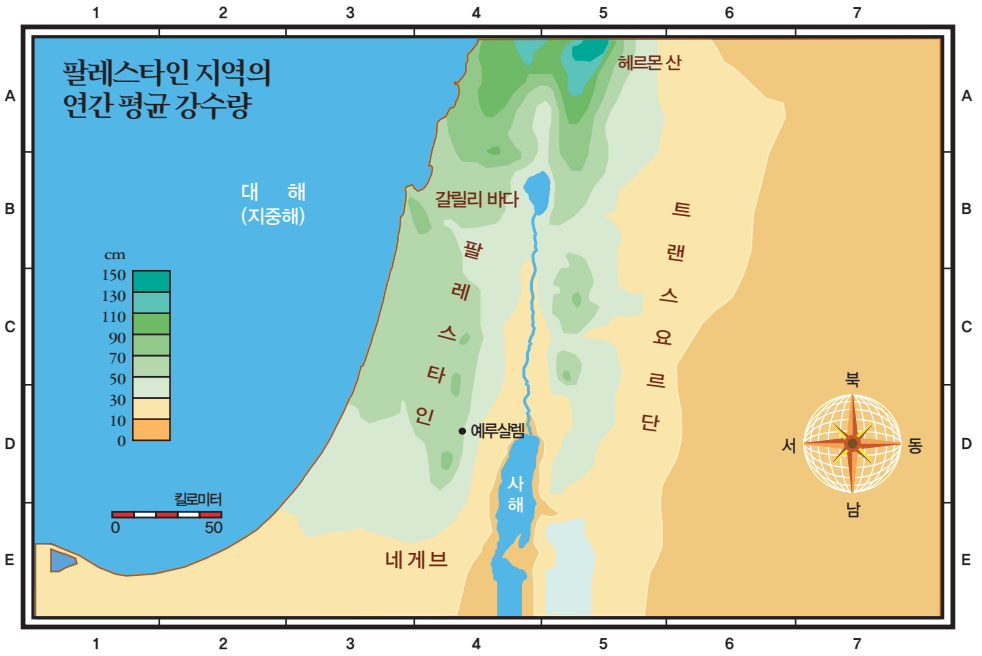 1 2 3 4 5 6 7
팔레스타인 지역의
연간 평균 강수량
헤르몬 산
A A
대 해
(지중해)
갈릴리 바다
B B
트랜스요르단
팔레스타인
cm
150
130
110
90
70
50
30
10
0
C C
북
서 동
남
예루살렘
D D
사
해
킬로미터
0 50
네게브
E E
1 2 3 4 5 6 7